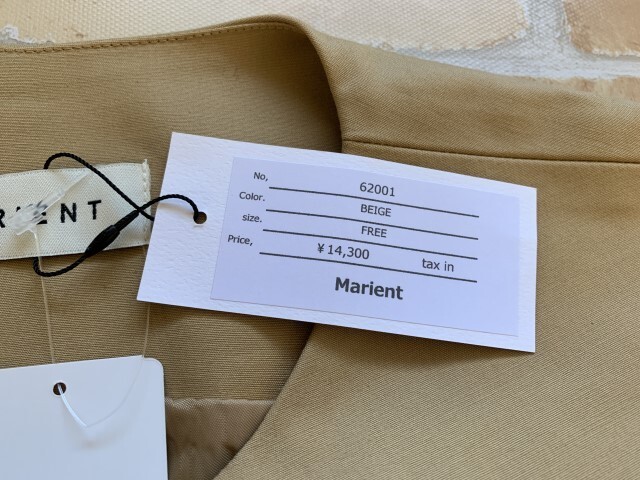 No, 62001
Color. BEIGE
size. FREE
Price, ¥14,300 tax in
Marient
RIENT